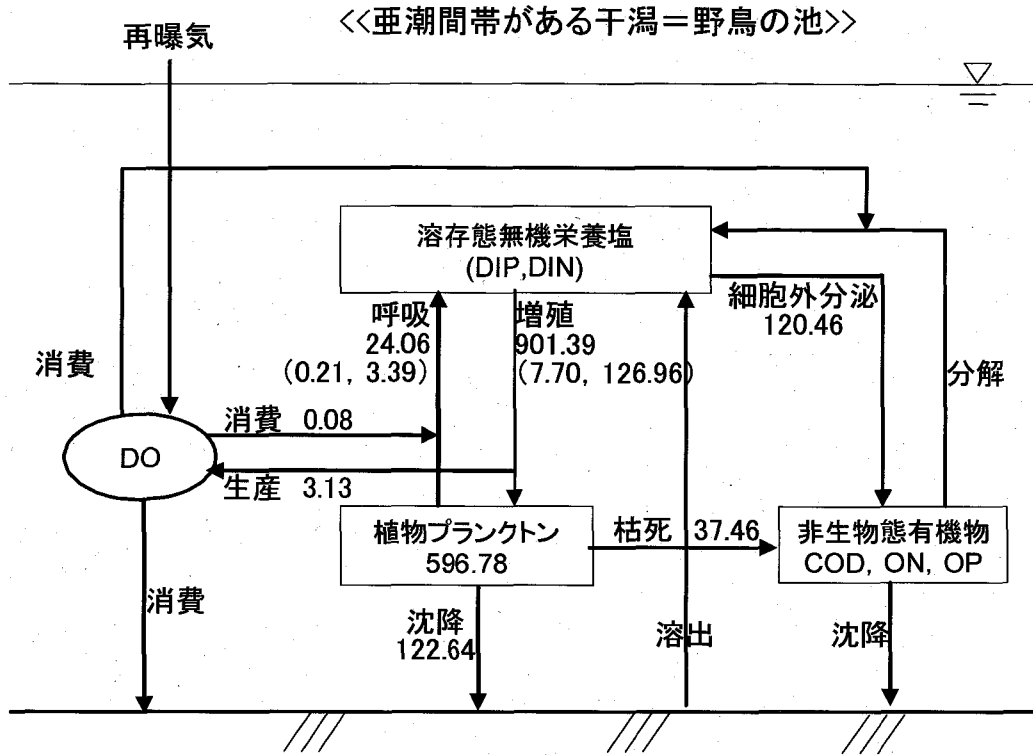 <<亜潮間帯がある干潟＝野鳥の池>>
再曝気
溶存態無機栄養塩
(DIP,DIN)
呼吸
24.06
(0.21, 3.39)
増殖
901.39
(7.70, 126.96)
細胞外分泌
120.46
消費
分解
消費 0.08
DO
生産 3.13
植物プランクトン
596.78
枯死 37.46
非生物態有機物
COD, ON, OP
消費
沈降
122.64
溶出
沈降